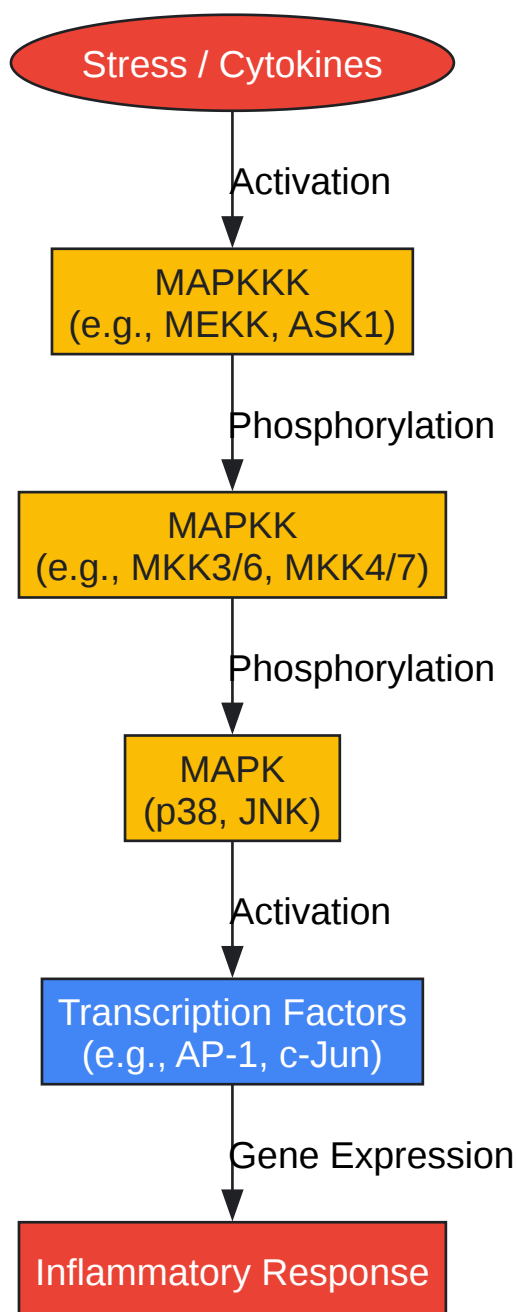 Stress / Cytokines
Activation
MAPKKK
(e.g., MEKK, ASK1)
Phosphorylation
MAPKK
(e.g., MKK3/6, MKK4/7)
Phosphorylation
MAPK
(p38, JNK)
Activation
Transcription Factors
(e.g., AP-1, c-Jun)
Gene Expression
Inflammatory Response